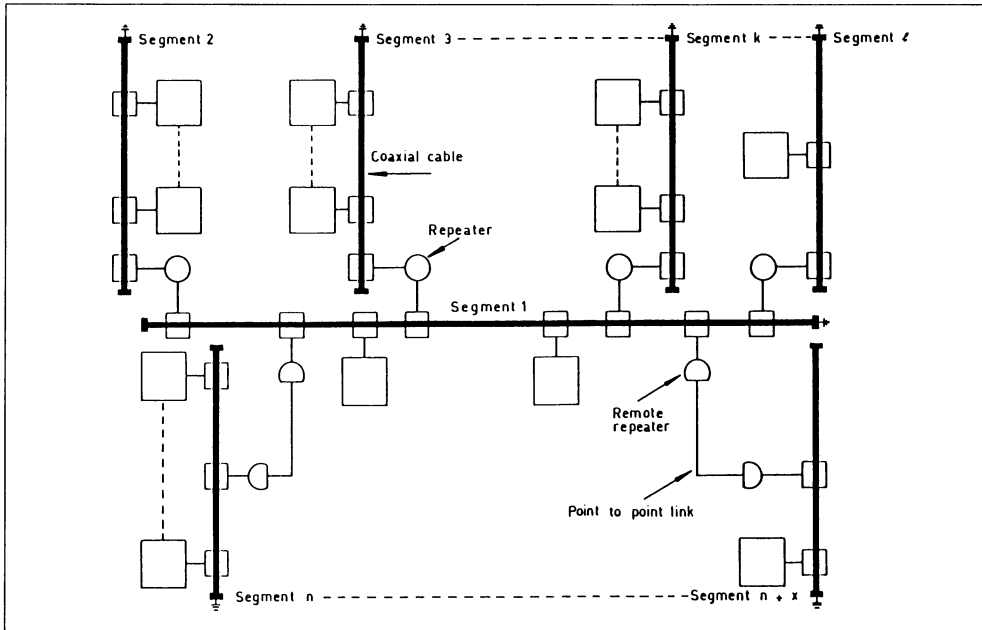 Segment 2
Segment 3
Segment k
Segment ℓ
Coaxial cable
Repeater
Segment 1
Remote
repeater
Point to point link
Segment n
Segment n + x